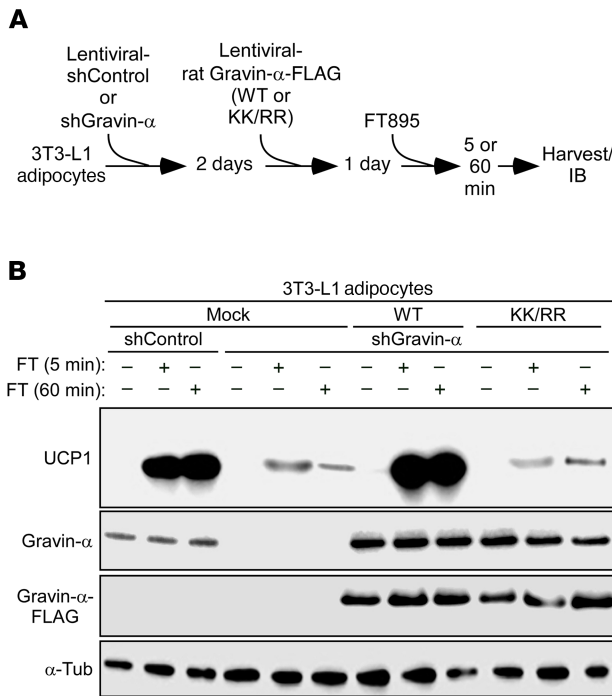 A
Lentiviral-
shControl
or
shGravin-α
Lentiviral-
rat Gravin-α-FLAG
(WT or
KK/RR)
FT895
3T3-L1
adipocytes
2 days
1 day
5 or
60
min
Harvest/
IB
B
3T3-L1 adipocytes
Mock WT KK/RR
shControl shGravin-α
FT (5 min): – + – – + – – + – – + –
FT (60 min): – – + – – + – – + – – +
UCP1
Gravin-α
Gravin-α-
FLAG
α-Tub